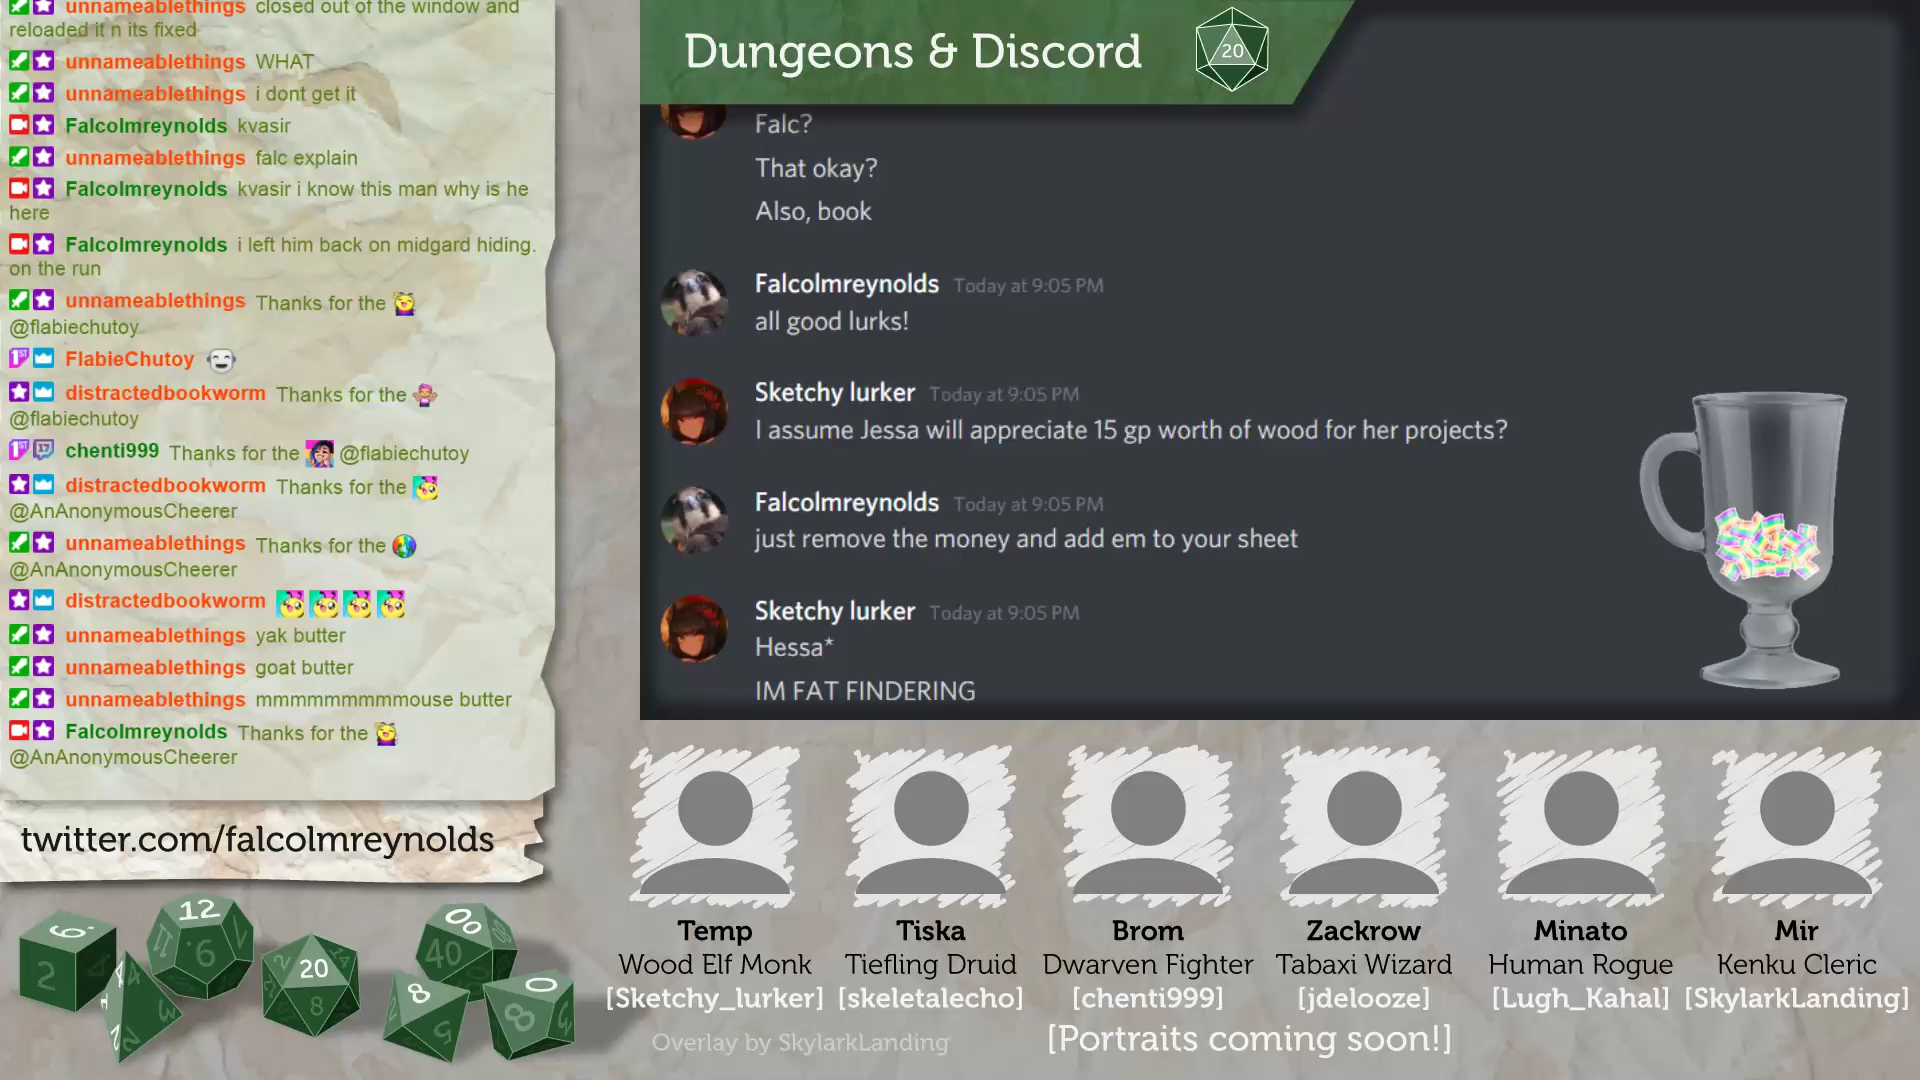 unnameablethings closed out of the window and
reloaded it n its fixed
unnameablethings WHAT
unnameablethings i dont get it
Falcolmreynolds kvasir
unnameablethings falc explain
Falcolmreynolds kvasir i know this man why is he
here
Falcolmreynolds i left him back on midgard hiding.
on the run
unnameablethings Thanks for the
@flabiechutoy
FlabieChutoy
distractedbookworm Thanks for the
@flabiechutoy
chenti999 Thanks for the @flabiechutoy
distractedbookworm Thanks for the
@AnAnonymousCheerer
unnameablethings Thanks for the
@AnAnonymousCheerer
distractedbookworm
unnameablethings yak butter
unnameablethings goat butter
unnameablethings mmmmmmmmmouse butter
Falcolmreynolds Thanks for the
@AnAnonymousCheerer
twitter.com/falcolmreynolds
Dungeons & Discord
20
Falc?
That okay?
Also, book
Falcolmreynolds Today at 9:05 PM
all good lurks!
Sketchy lurker Today at 9:05 PM
I assume Jessa will appreciate 15 gp worth of wood for her projects?
Falcolmreynolds Today at 9:05 PM
just remove the money and add em to your sheet
Sketchy lurker Today at 9:05 PM
Hessa*
IM FAT FINDERING
Temp
Wood Elf Monk
[Sketchy_lurker]
Tiska
Tiefling Druid
[skeletalecho]
Brom
Dwarven Fighter
[chenti999]
Zackrow
Tabaxi Wizard
[jdelooze]
Minato
Human Rogue
[Lugh_Kahal]
Mir
Kenku Cleric
[SkylarkLanding]
Overlay by SkylarkLanding
[Portraits coming soon!]
12
20
8
00
40
8
0
8
2